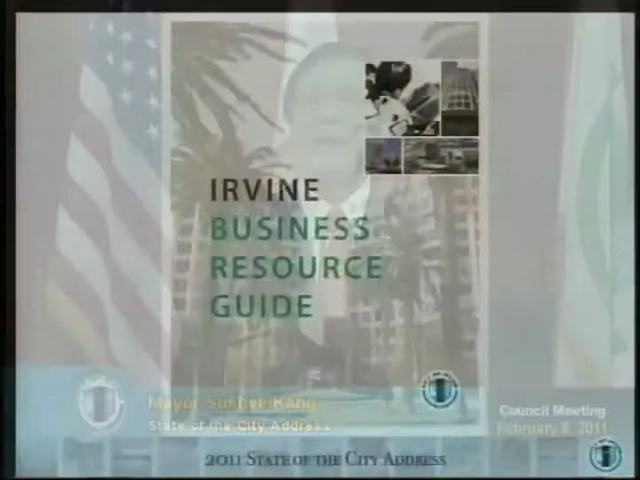 IRVINE
BUSINESS
RESOURCE
GUIDE
Mayor Sukhee Kang
State of the City Address
Council Meeting
February 8, 2011
2011 STATE OF THE CITY ADDRESS